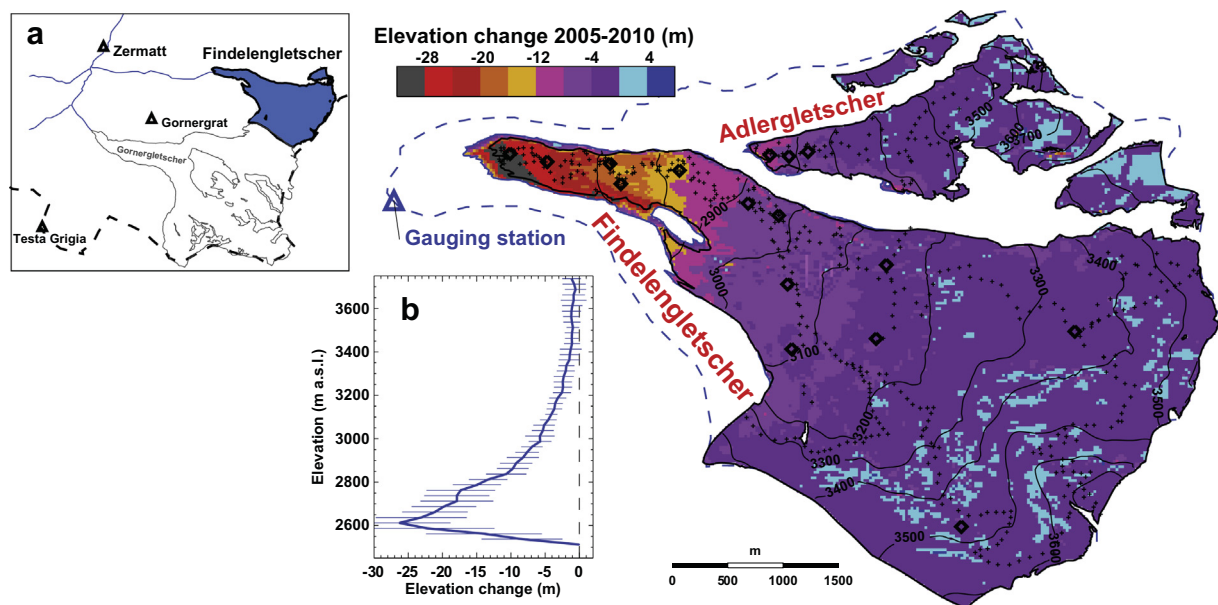 a
Zermatt
Findelengletscher
Gornergrat
Gornergletscher
Testa Grigia
Elevation change 2005-2010 (m)
-28 -20 -12 -4 4
Adlergletscher
Findelengletscher
Gauging station
3500
3600
3700
2900
3000
3100
3200
3300
3400
3300
3400
3500
3500
3600
b
Elevation (m a.s.l.)
3600
3400
3200
3000
2800
2600
-30 -25 -20 -15 -10 -5 0
Elevation change (m)
m
0 500 1000 1500